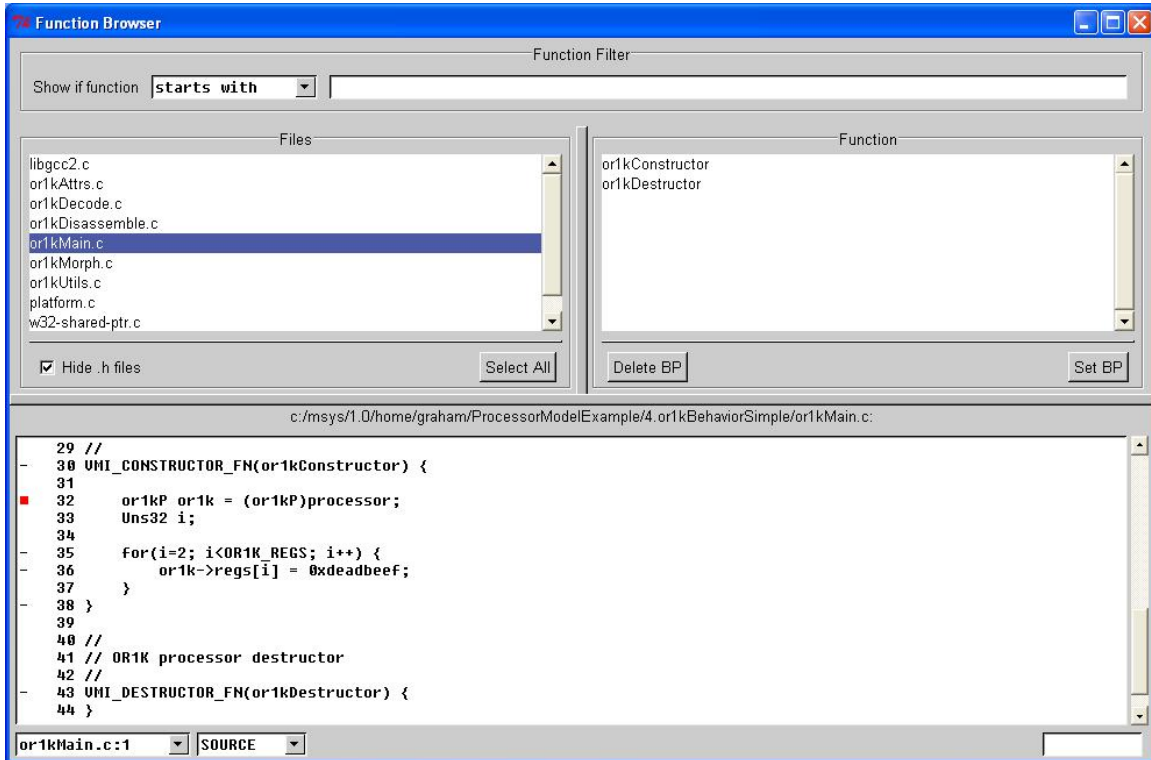 Function Browser
Function Filter
Show if function starts with
Files
libgcc2.c
or1kAttrs.c
or1kDecode.c
or1kDisassemble.c
or1kMain.c
or1kMorph.c
or1kUtils.c
platform.c
w32-shared-ptr.c
Hide .h files
Select All
Function
or1kConstructor
or1kDestructor
Delete BP
Set BP
c:/msys/1.0/home/graham/ProcessorModelExample/4.or1kBehaviorSimple/or1kMain.c:
29 //
- 30 VMI_CONSTRUCTOR_FN(or1kConstructor) {
31
32 or1kP or1k = (or1kP)processor;
33 Uns32 i;
34
- 35 for(i=2; i<OR1K_REGS; i++) {
- 36 or1k->regs[i] = 0xdeadbeef;
37 }
- 38 }
39
40 //
41 // OR1K processor destructor
42 //
- 43 VMI_DESTRUCTOR_FN(or1kDestructor) {
44 }
or1kMain.c:1 SOURCE